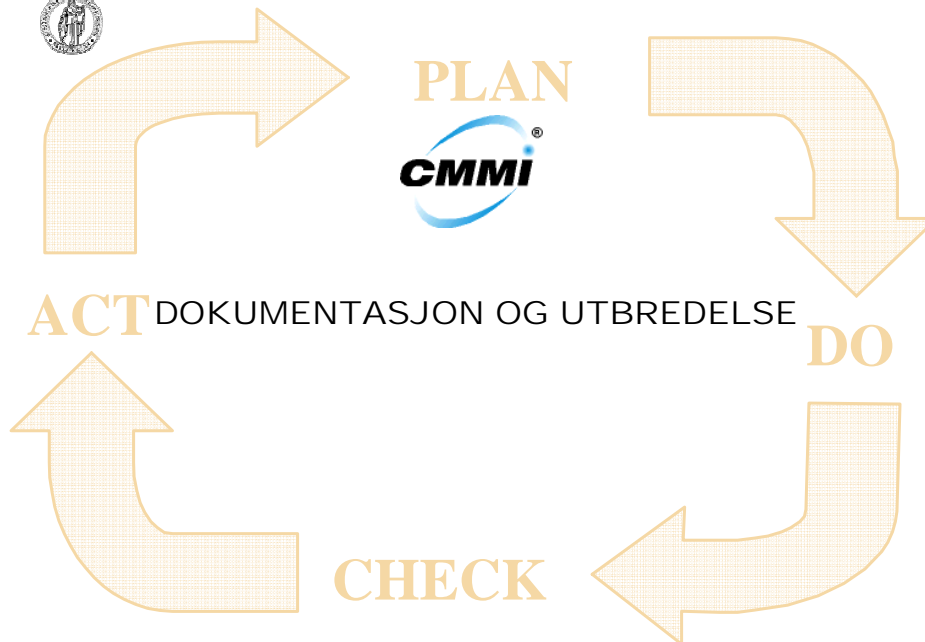 PLAN
CMMI®
ACT
DOKUMENTASJON OG UTBREDELSE
DO
CHECK